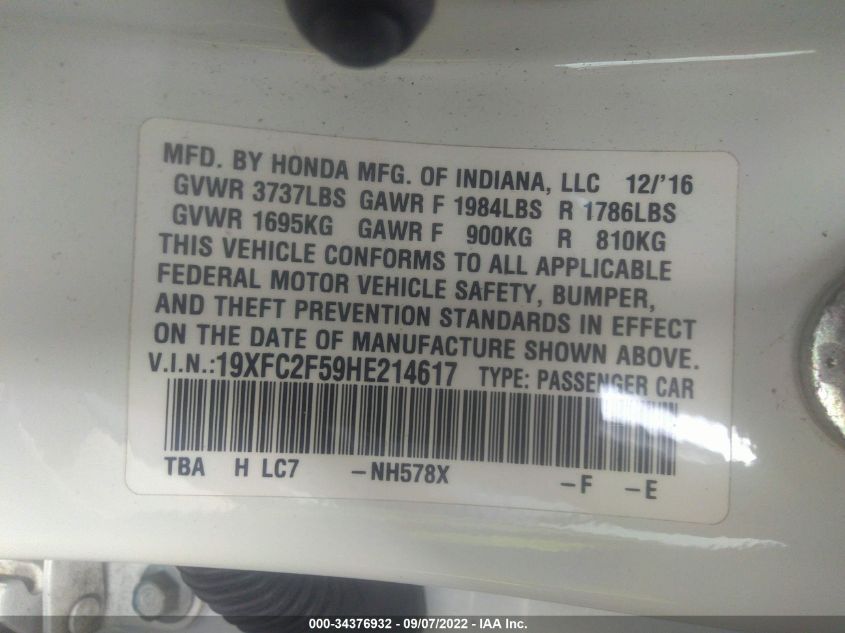 MFD. BY HONDA MFG. OF INDIANA, LLC 12/'16
GVWR 3737LBS GAWR F 1984LBS R 1786LBS
GVWR 1695KG GAWR F 900KG R 810KG
THIS VEHICLE CONFORMS TO ALL APPLICABLE
FEDERAL MOTOR VEHICLE SAFETY, BUMPER,
AND THEFT PREVENTION STANDARDS IN EFFECT
ON THE DATE OF MANUFACTURE SHOWN ABOVE.
V.I.N.:19XFC2F59HE214617 TYPE: PASSENGER CAR
TBA H LC7 -NH578X -F -E
000-34376932 - 09/07/2022 - IAA Inc.